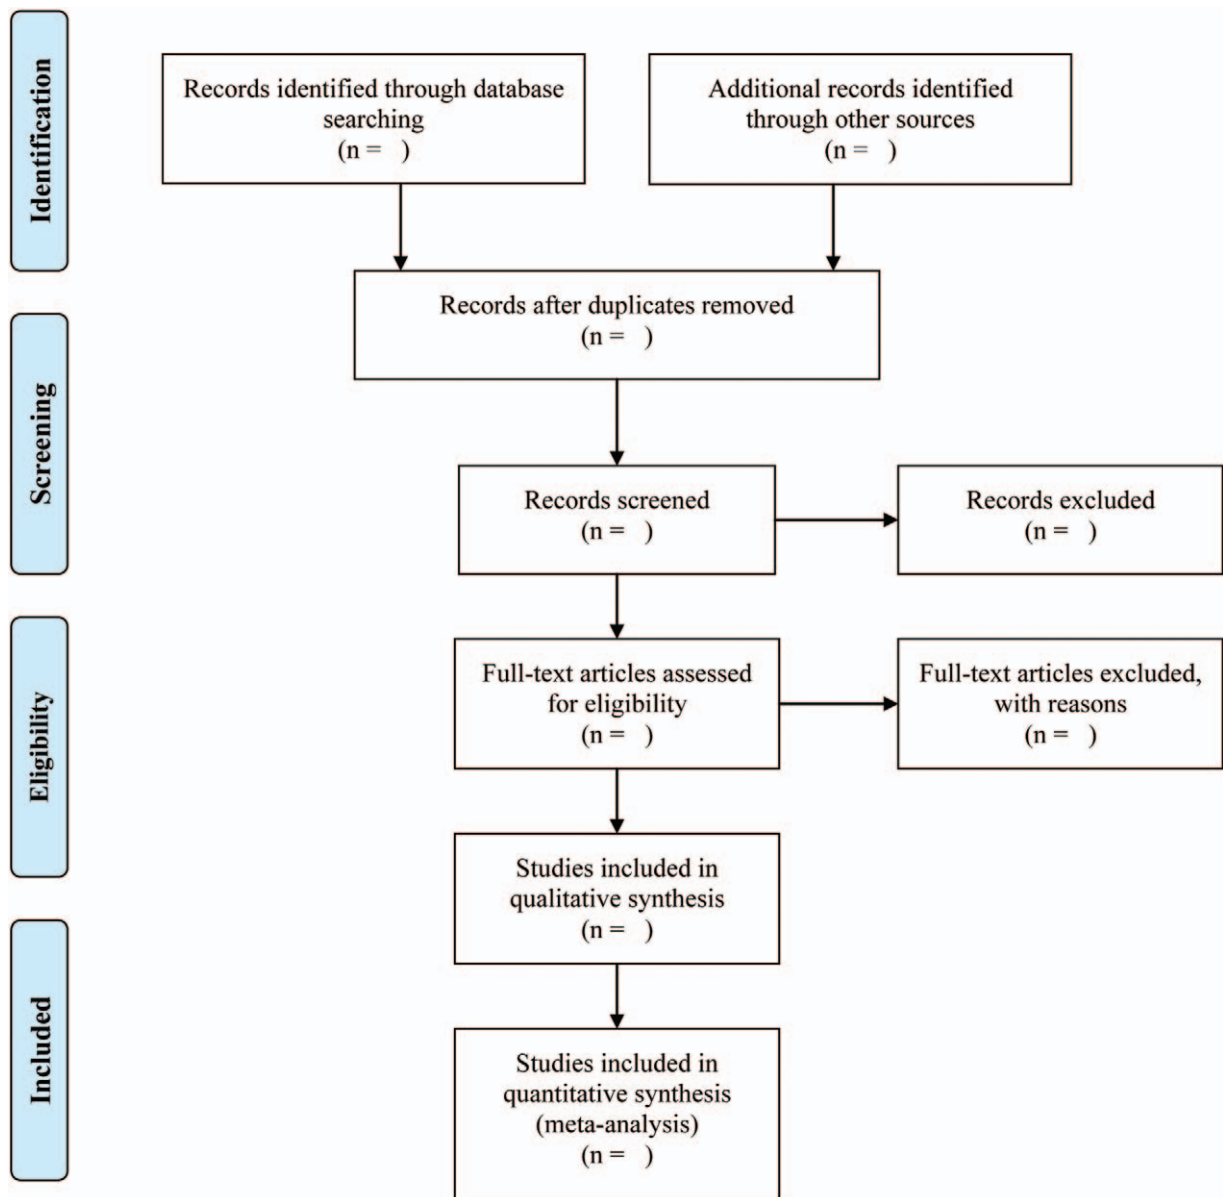 Identification
Records identified through database
searching
(n =   )
Additional records identified
through other sources
(n =   )
Records after duplicates removed
(n =   )
Screening
Records screened
(n =   )
Records excluded
(n =   )
Eligibility
Full-text articles assessed
for eligibility
(n =   )
Full-text articles excluded,
with reasons
(n =   )
Studies included in
qualitative synthesis
(n =   )
Included
Studies included in
quantitative synthesis
(meta-analysis)
(n =   )